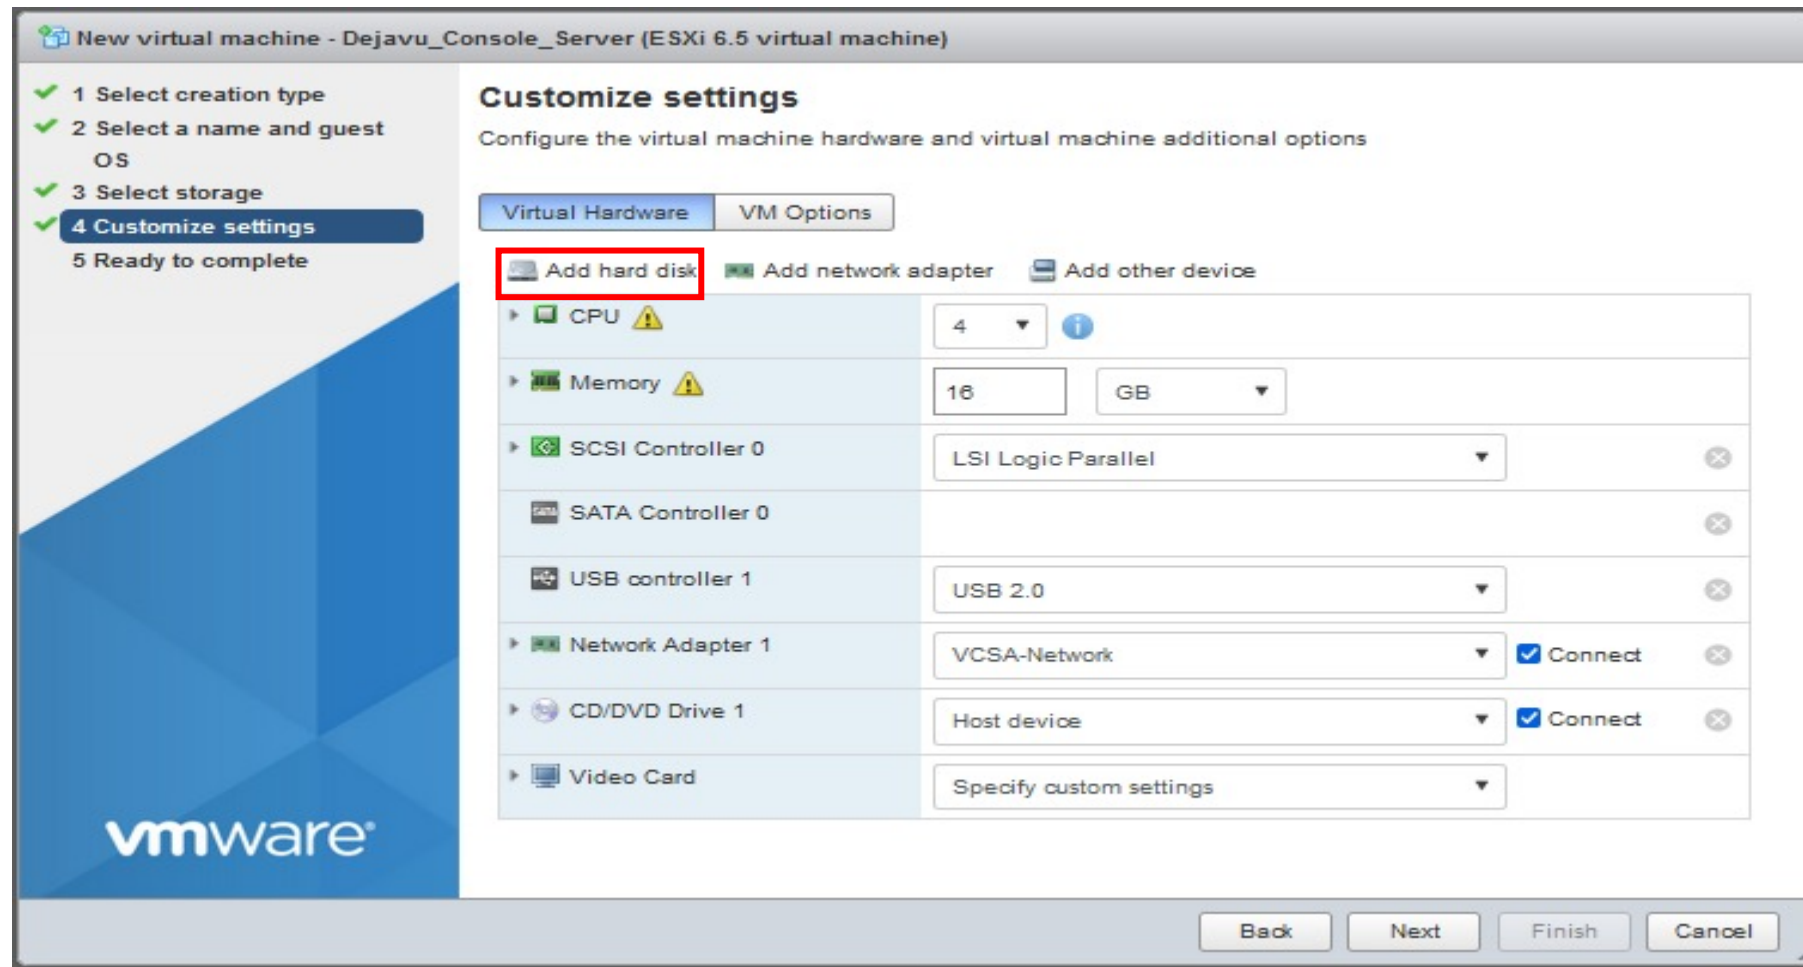 New virtual machine - Dejavu_Console_Server (ESXi 6.5 virtual machine)
1 Select creation type
2 Select a name and guest
OS
3 Select storage
4 Customize settings
5 Ready to complete
vmware
Customize settings
Configure the virtual machine hardware and virtual machine additional options
Virtual Hardware VM Options
Add hard disk Add network adapter Add other device
CPU 4
Memory 16 GB
SCSI Controller 0 LSI Logic Parallel
SATA Controller 0
USB controller 1 USB 2.0
Network Adapter 1 VCSA-Network Connect
CD/DVD Drive 1 Host device Connect
Video Card Specify custom settings
Back Next Finish Cancel